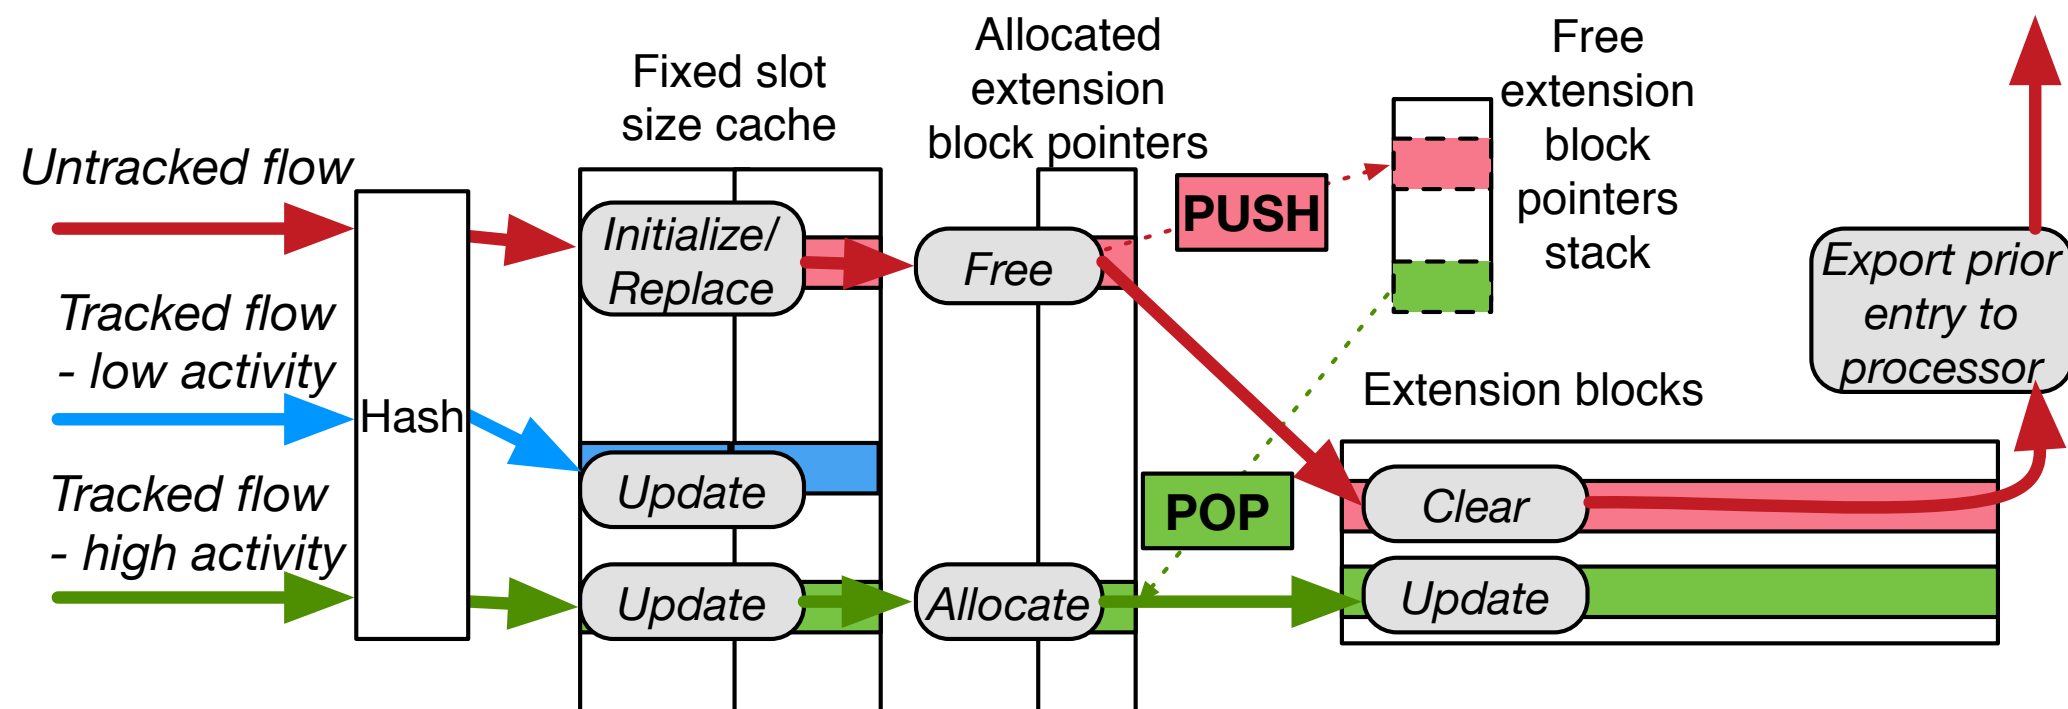 Untracked flow
Tracked flow
- low activity
Tracked flow
- high activity
Hash
Fixed slot
size cache
Initialize/
Replace
Update
Update
Allocated
extension
block pointers
Free
Allocate
PUSH
POP
Free
extension
block
pointers
stack
Extension blocks
Clear
Update
Export prior
entry to
processor